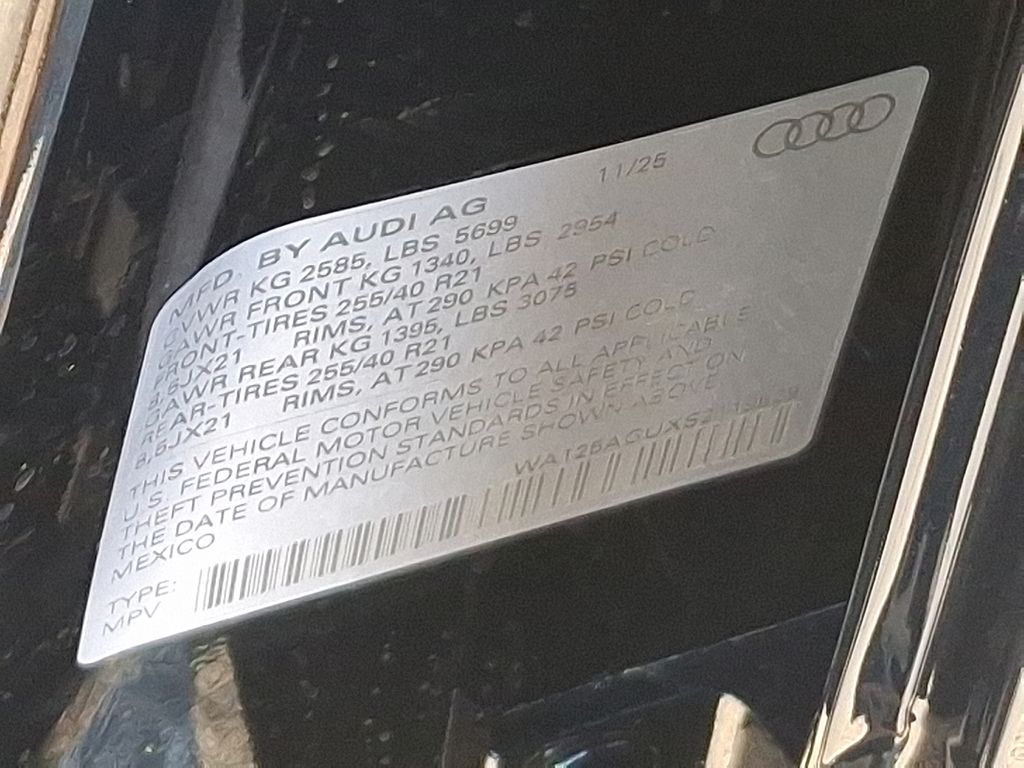 MFD. BY AUDI AG 11/25
GVWR KG 2585, LBS 5699
GAWR FRONT KG 1340, LBS 2954
FRONT-TIRES 255/40 R21
8,5JX21 RIMS, AT 290 KPA 42 PSI COLD
GAWR REAR KG 1395, LBS 3075
REAR-TIRES 255/40 R21
8,5JX21 RIMS, AT 290 KPA 42 PSI COLD
THIS VEHICLE CONFORMS TO ALL APPLICABLE
U.S. FEDERAL MOTOR VEHICLE SAFETY AND
THEFT PREVENTION STANDARDS IN EFFECT ON
THE DATE OF MANUFACTURE SHOWN ABOVE
MEXICO
TYPE:
MPV